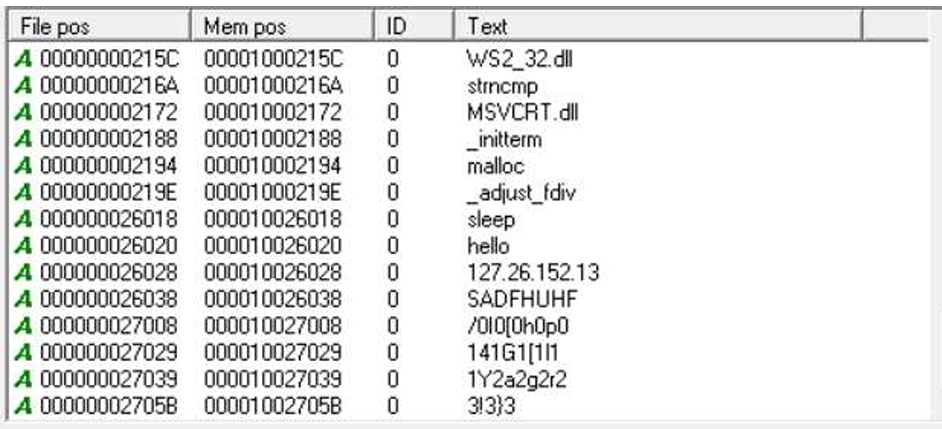 File pos Mem pos ID Text
A 00000000215C 00001000215C 0 WS2_32.dll
A 00000000216A 00001000216A 0 strncmp
A 000000002172 000010002172 0 MSVCRT.dll
A 000000002188 000010002188 0 _initterm
A 000000002194 000010002194 0 malloc
A 00000000219E 00001000219E 0 _adjust_fdiv
A 000000026018 000010026018 0 sleep
A 000000026020 000010026020 0 hello
A 000000026028 000010026028 0 127.26.152.13
A 000000026038 000010026038 0 SADFHUHF
A 000000027008 000010027008 0 /0I0[0h0p0
A 000000027029 000010027029 0 141G1[1l1
A 000000027039 000010027039 0 1Y2a2g2r2
A 00000002705B 00001002705B 0 3!3}3